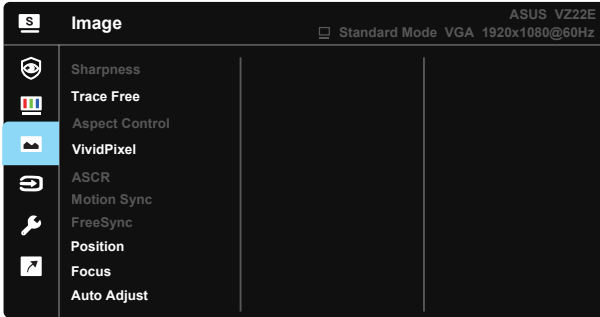 S
Image
ASUS VZ22E
Standard Mode VGA 1920x1080@60Hz
Sharpness
Trace Free
Aspect Control
VividPixel
ASCR
Motion Sync
FreeSync
Position
Focus
Auto Adjust